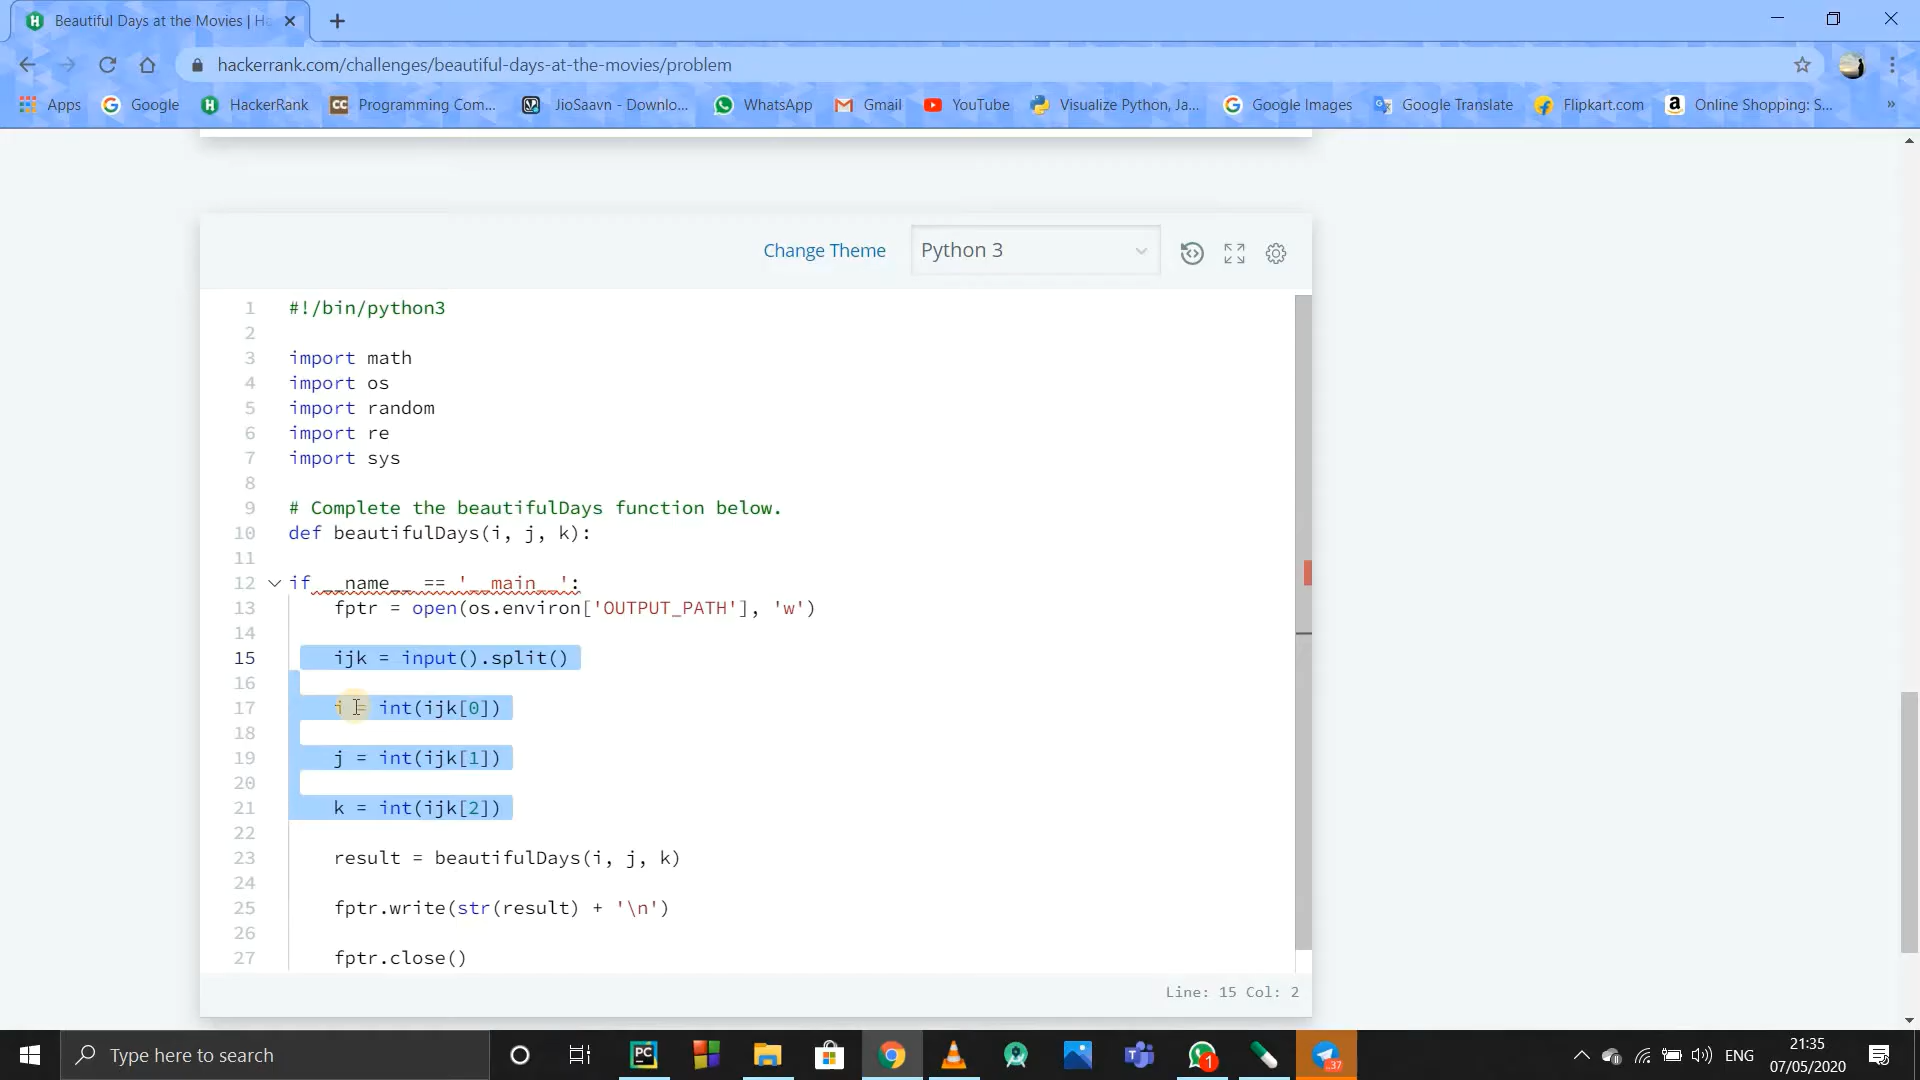 Beautiful Days at the Movies | H
hackerrank.com/challenges/beautiful-days-at-the-movies/problem
Apps Google HackerRank CC Programming Com... JioSaavn - Downlo... WhatsApp Gmail YouTube Visualize Python, Ja... Google Images Google Translate Flipkart.com Online Shopping: S... »
Change Theme Python 3
1 #!/bin/python3
2
3 import math
4 import os
5 import random
6 import re
7 import sys
8
9 # Complete the beautifulDays function below.
10 def beautifulDays(i, j, k):
11
12 if __name__ == '__main__':
13 fptr = open(os.environ['OUTPUT_PATH'], 'w')
14
15 ijk = input().split()
16
17 i = int(ijk[0])
18
19 j = int(ijk[1])
20
21 k = int(ijk[2])
22
23 result = beautifulDays(i, j, k)
24
25 fptr.write(str(result) + '\n')
26
27 fptr.close()
Line: 15 Col: 2
Type here to search PC 1 37 ENG 21:35
07/05/2020